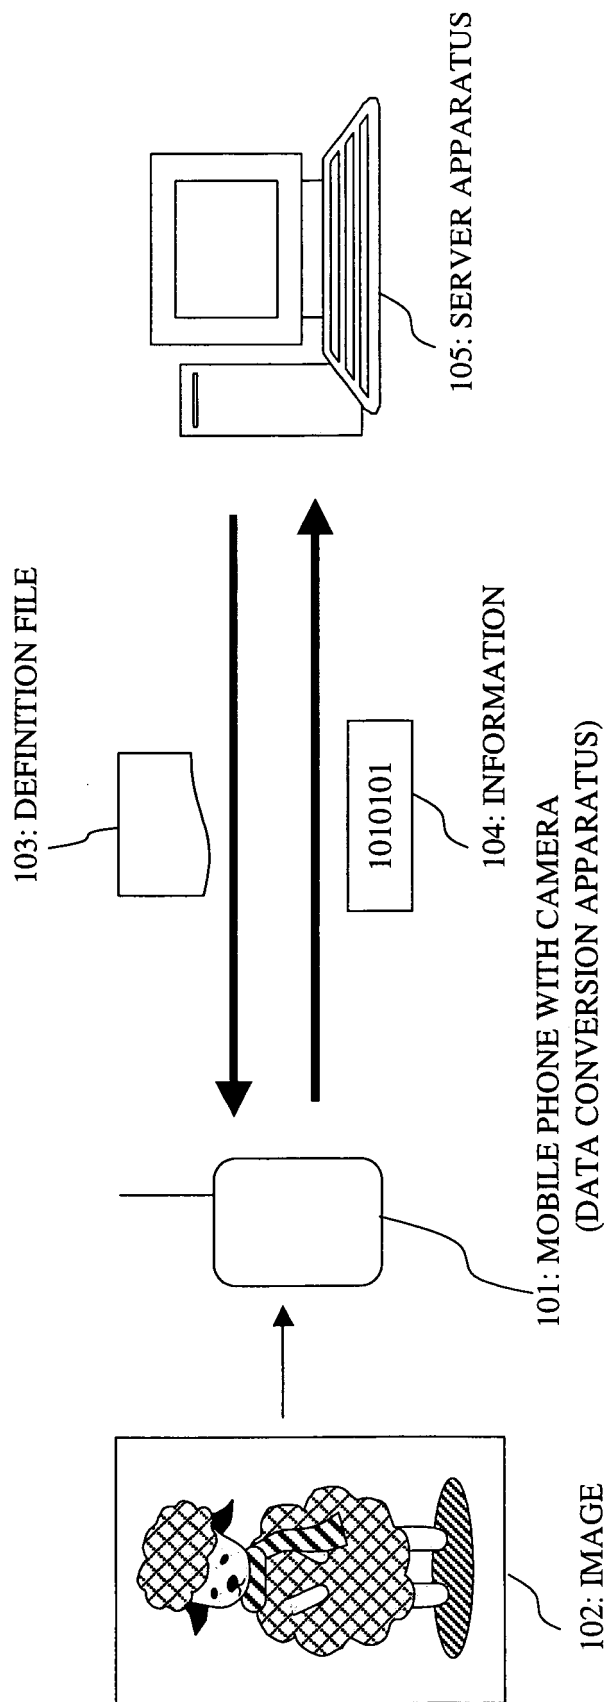 103: DEFINITION FILE
105: SERVER APPARATUS
1010101
104: INFORMATION
101: MOBILE PHONE WITH CAMERA
(DATA CONVERSION APPARATUS)
102: IMAGE